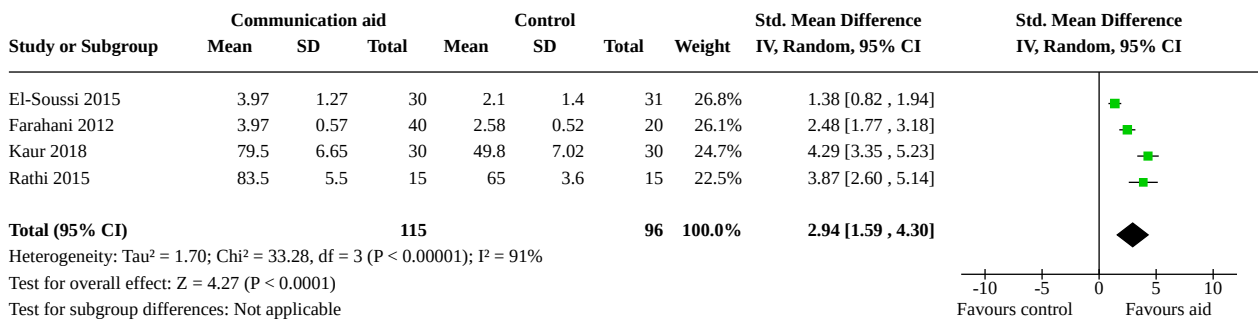 Communication aid Control Std. Mean Difference Std. Mean Difference
Study or Subgroup Mean SD Total Mean SD Total Weight IV, Random, 95% CI IV, Random, 95% CI
El-Soussi 2015 3.97 1.27 30 2.1 1.4 31 26.8% 1.38 [0.82 , 1.94]
Farahani 2012 3.97 0.57 40 2.58 0.52 20 26.1% 2.48 [1.77 , 3.18]
Kaur 2018 79.5 6.65 30 49.8 7.02 30 24.7% 4.29 [3.35 , 5.23]
Rathi 2015 83.5 5.5 15 65 3.6 15 22.5% 3.87 [2.60 , 5.14]
Total (95% CI) 115 96 100.0% 2.94 [1.59 , 4.30]
Heterogeneity: Tau² = 1.70; Chi² = 33.28, df = 3 (P < 0.00001); I² = 91%
Test for overall effect: Z = 4.27 (P < 0.0001)
Test for subgroup differences: Not applicable
-10 -5 0 5 10
Favours control Favours aid